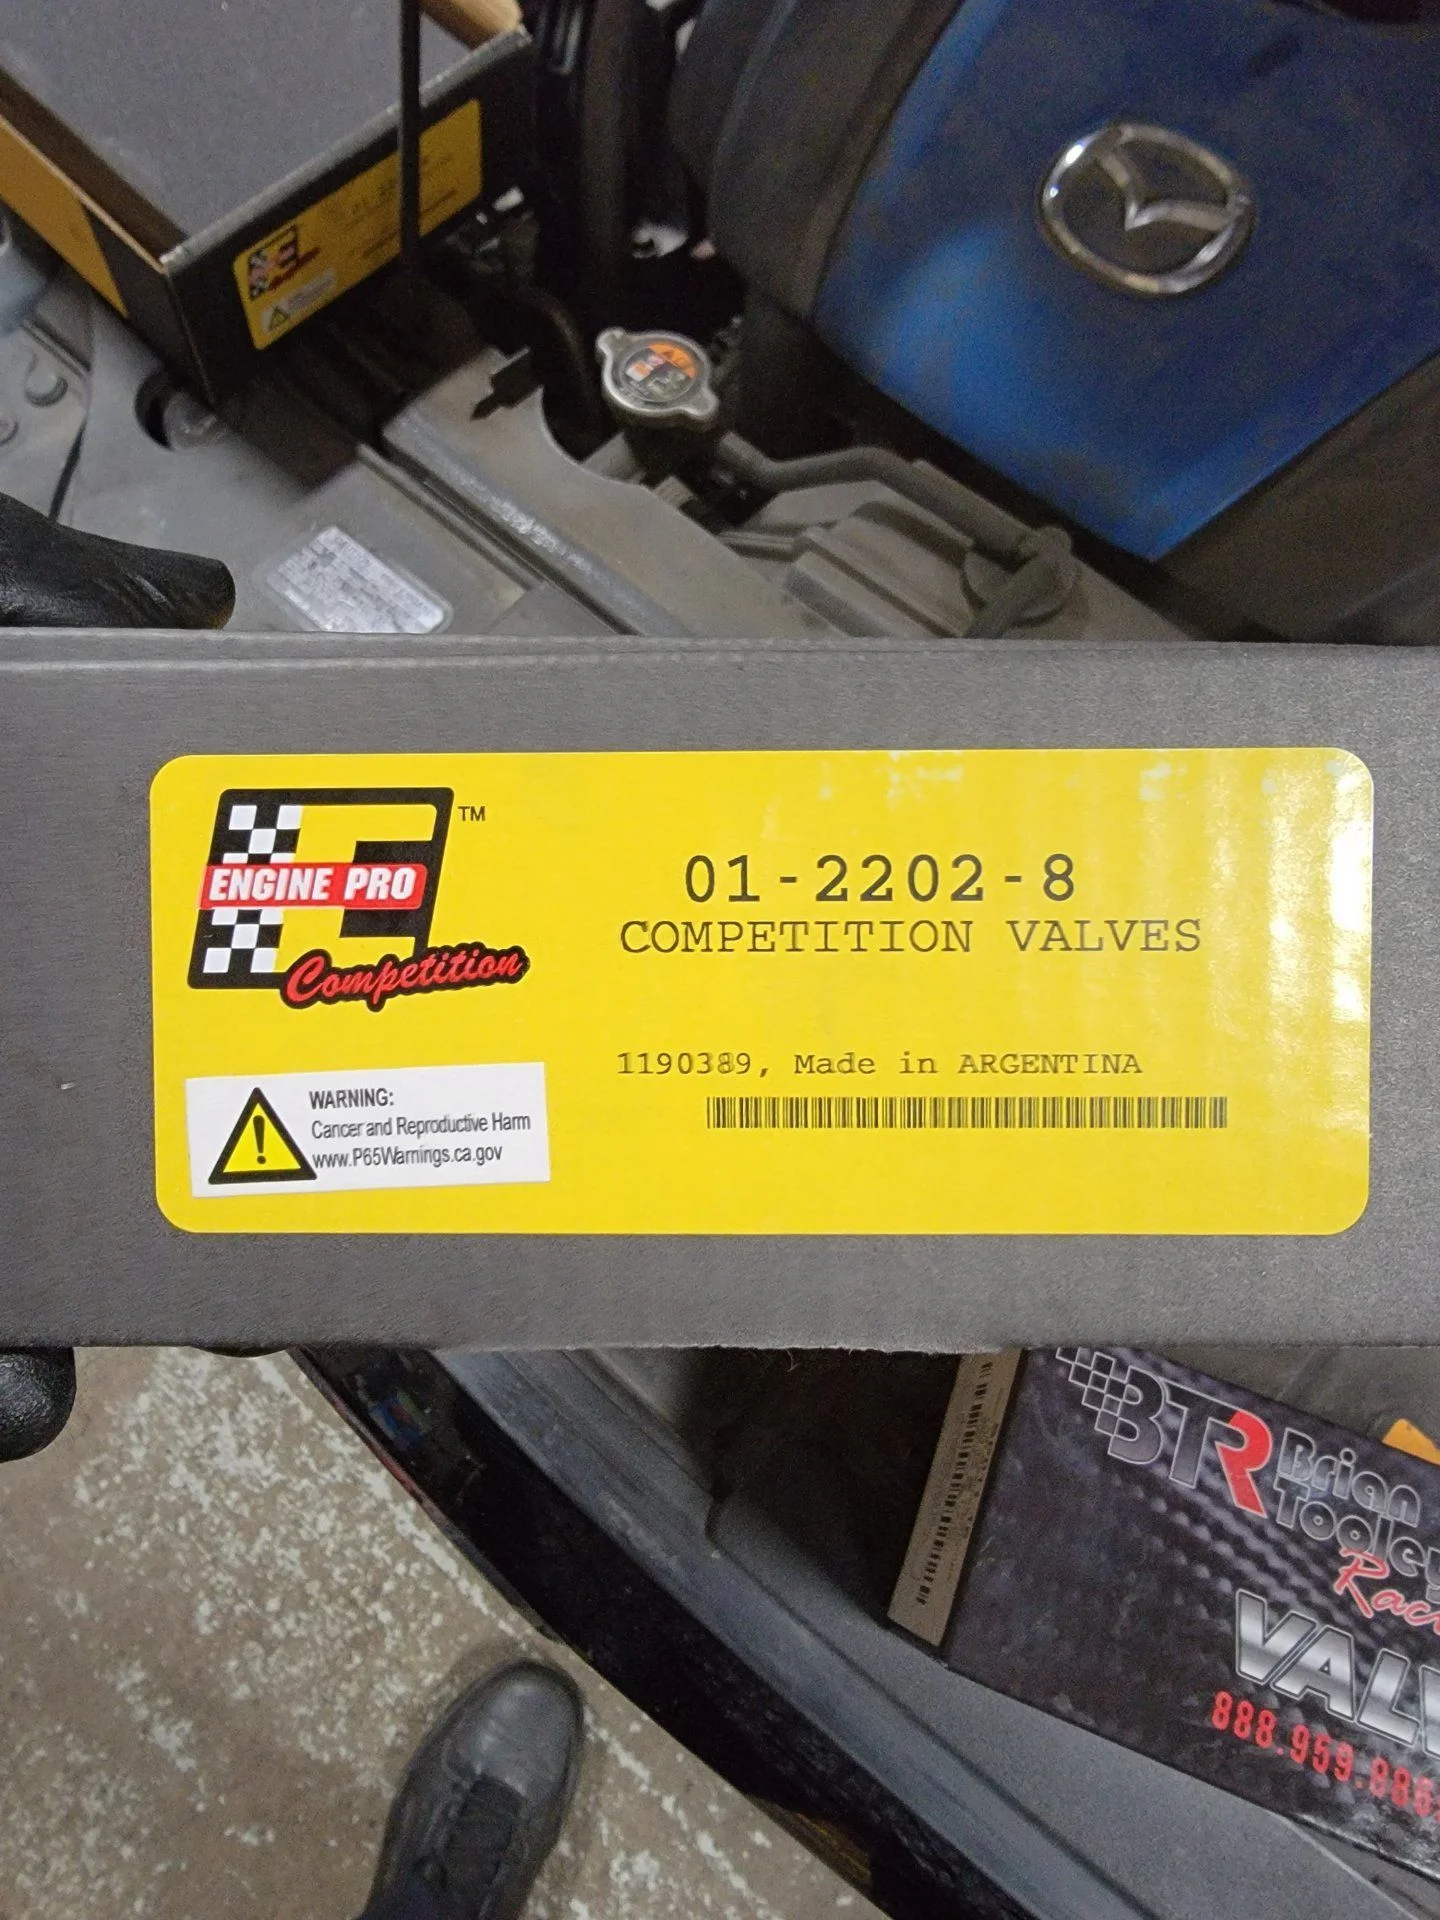 ENGINE PRO
Competition
TM
01-2202-8
COMPETITION VALVES
1190389, Made in ARGENTINA
WARNING:
Cancer and Reproductive Harm
www.P65Warnings.ca.gov
BTR
Brian
Tooley
888.959.886